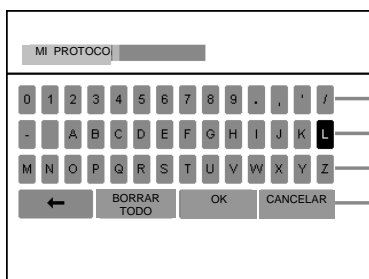 MI PROTOCO
0 1 2 3 4 5 6 7 8 9 . , ' /
- A B C D E F G H I J K L
M N O P Q R S T U V W X Y Z
← BORRAR TODO OK CANCELAR